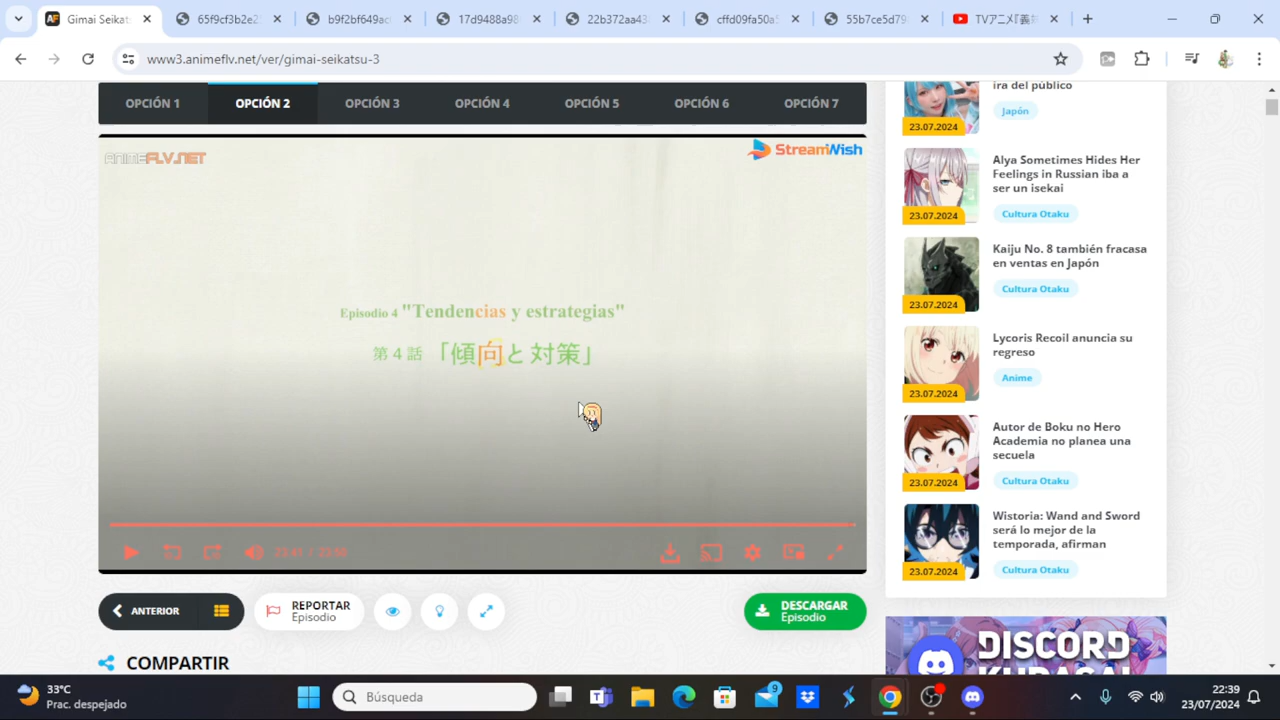 Gimai Seikats
65f9cf3b2e2
b9f2bf649ac
17d9488a98
22b372aa43
cffd09fa50a5
55b7ce5d79
TVアニメ『義妹
www3.animeflv.net/ver/gimai-seikatsu-3
OPCIÓN 1
OPCIÓN 2
OPCIÓN 3
OPCIÓN 4
OPCIÓN 5
OPCIÓN 6
OPCIÓN 7
ANIMEFLV.NET
StreamWish
Episodio 4 "Tendencias y estrategias"
第4話「傾向と対策」
ANTERIOR
REPORTAR
Episodio
DESCARGAR
Episodio
COMPARTIR
ira del público
Japón
23.07.2024
Alya Sometimes Hides Her
Feelings in Russian iba a
ser un isekai
Cultura Otaku
23.07.2024
Kaiju No. 8 también fracasa
en ventas en Japón
Cultura Otaku
23.07.2024
Lycoris Recoil anuncia su
regreso
Anime
23.07.2024
Autor de Boku no Hero
Academia no planea una
secuela
Cultura Otaku
23.07.2024
Wistoria: Wand and Sword
será lo mejor de la
temporada, afirman
Cultura Otaku
23.07.2024
DISCORD
33°C
Prac. despejado
Búsqueda
9
22:39
23/07/2024